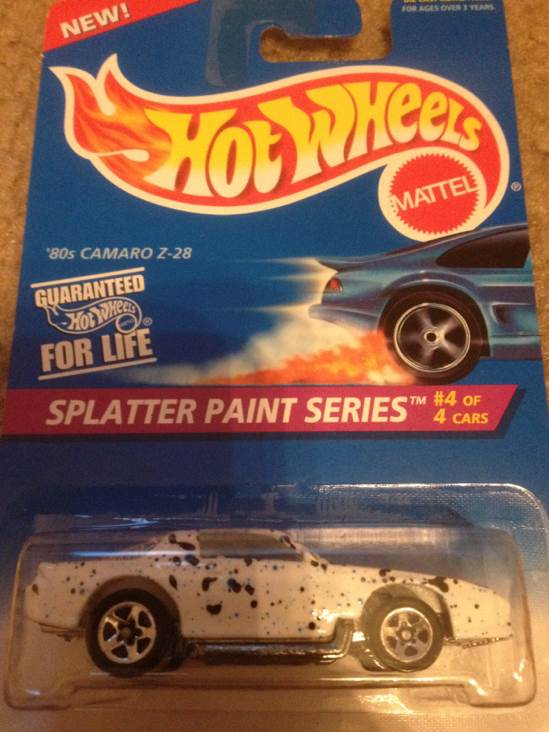 NEW!
FOR AGES OVER 3 YEARS.
HOT WHEELS
MATTEL
®
'80s CAMARO Z-28
GUARANTEED
HOT WHEELS®
FOR LIFE
SPLATTER PAINT SERIES™ #4 OF
4 CARS